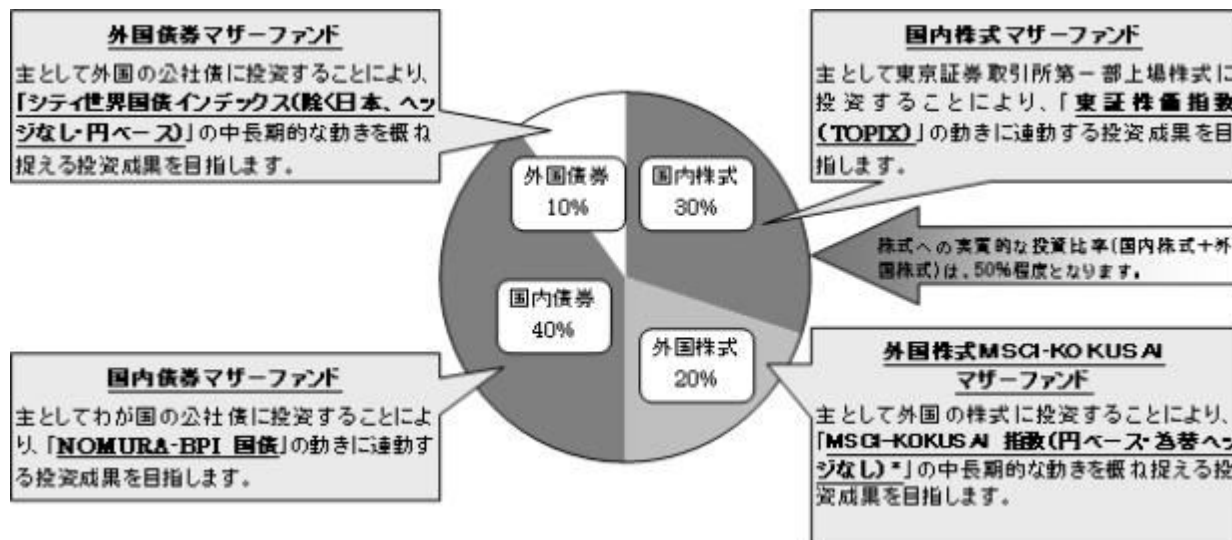 外国債券マザーファンド
主として外国の公社債に投資することにより、
「シティ世界国債インデックス(除く日本、ヘッ
ジなし・円ベース)」の中長期的な動きを概ね
捉える投資成果を目指します。
国内株式マザーファンド
主として東京証券取引所第一部上場株式に
投資することにより、「東証株価指数
(TOPIX)」の動きに連動する投資成果を目
指します。
外国債券
10%
国内株式
30%
株式への実質的な投資比率(国内株式+外
国株式)は、50%程度となります。
国内債券
40%
外国株式
20%
国内債券マザーファンド
主としてわが国の公社債に投資することによ
り、「NOMURA-BPI 国債」の動きに連動す
る投資成果を目指します。
外国株式MSCI-KOKUSAI
マザーファンド
主として外国の株式に投資することにより、
「MSCI-KOKUSAI 指数(円ベース・為替ヘッ
ジなし)*」の中長期的な動きを概ね捉える投
資成果を目指します。